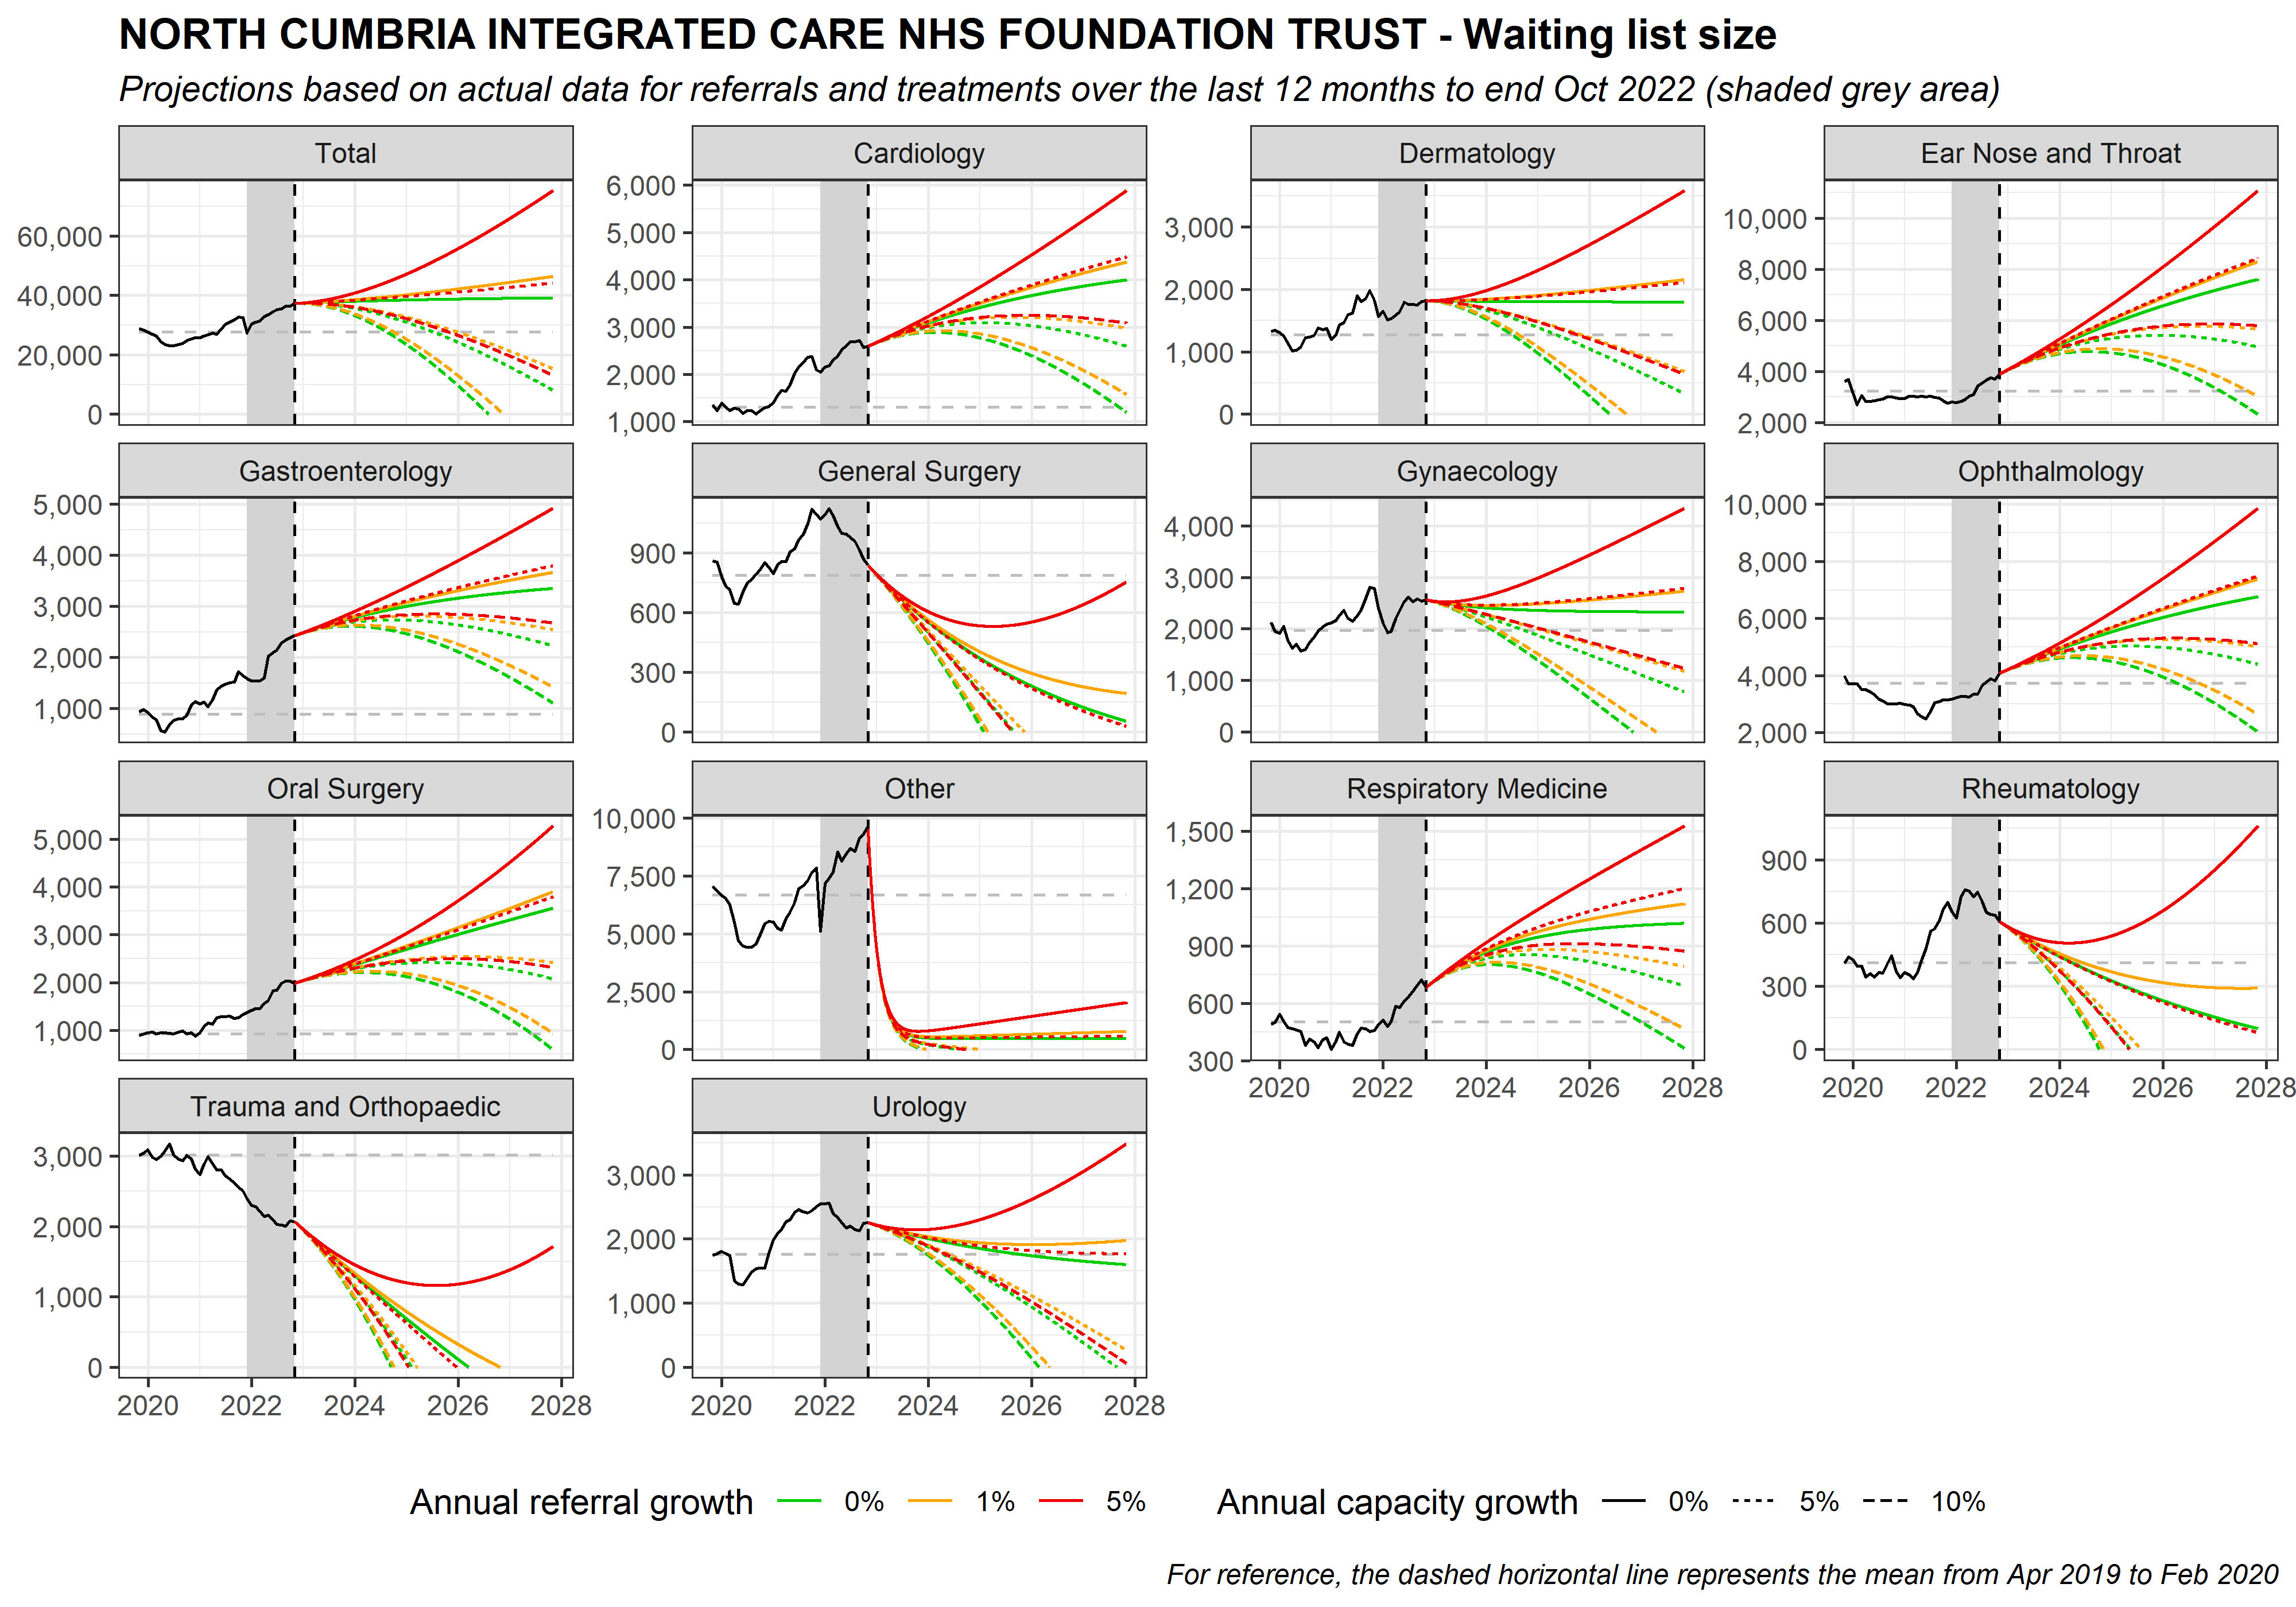 NORTH CUMBRIA INTEGRATED CARE NHS FOUNDATION TRUST - Waiting list size
Projections based on actual data for referrals and treatments over the last 12 months to end Oct 2022 (shaded grey area)
Total
60,000
40,000
20,000
0
Cardiology
6,000
5,000
4,000
3,000
2,000
1,000
Dermatology
3,000
2,000
1,000
0
Ear Nose and Throat
10,000
8,000
6,000
4,000
2,000
Gastroenterology
5,000
4,000
3,000
2,000
1,000
General Surgery
900
600
300
0
Gynaecology
4,000
3,000
2,000
1,000
0
Ophthalmology
10,000
8,000
6,000
4,000
2,000
Oral Surgery
5,000
4,000
3,000
2,000
1,000
Other
10,000
7,500
5,000
2,500
0
Respiratory Medicine
1,500
1,200
900
600
300
2020 2022 2024 2026 2028
Rheumatology
900
600
300
0
2020 2022 2024 2026 2028
Trauma and Orthopaedic
3,000
2,000
1,000
0
2020 2022 2024 2026 2028
Urology
3,000
2,000
1,000
0
2020 2022 2024 2026 2028
Annual referral growth 0% 1% 5%
Annual capacity growth 0% 5% 10%
For reference, the dashed horizontal line represents the mean from Apr 2019 to Feb 2020